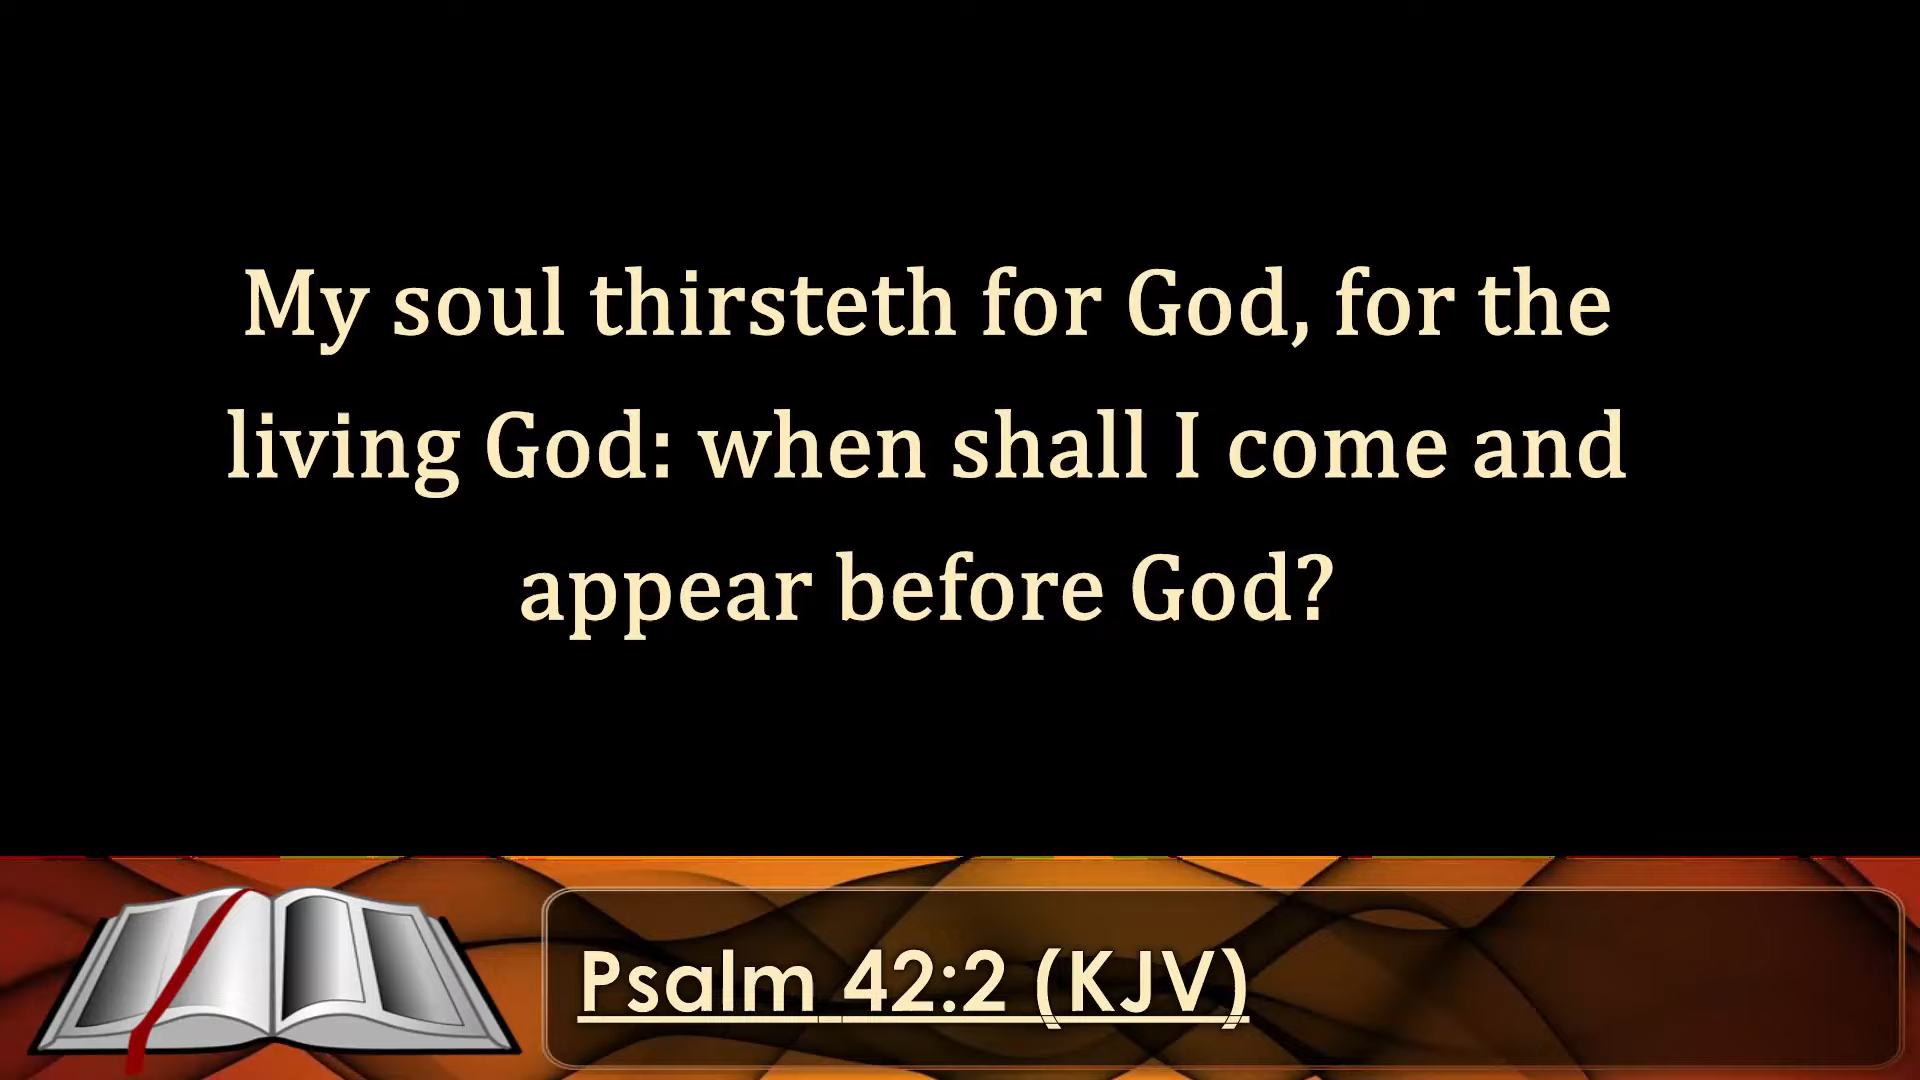 My soul thirsteth for God, for the
living God: when shall I come and
appear before God?
Psalm 42:2 (KJV)